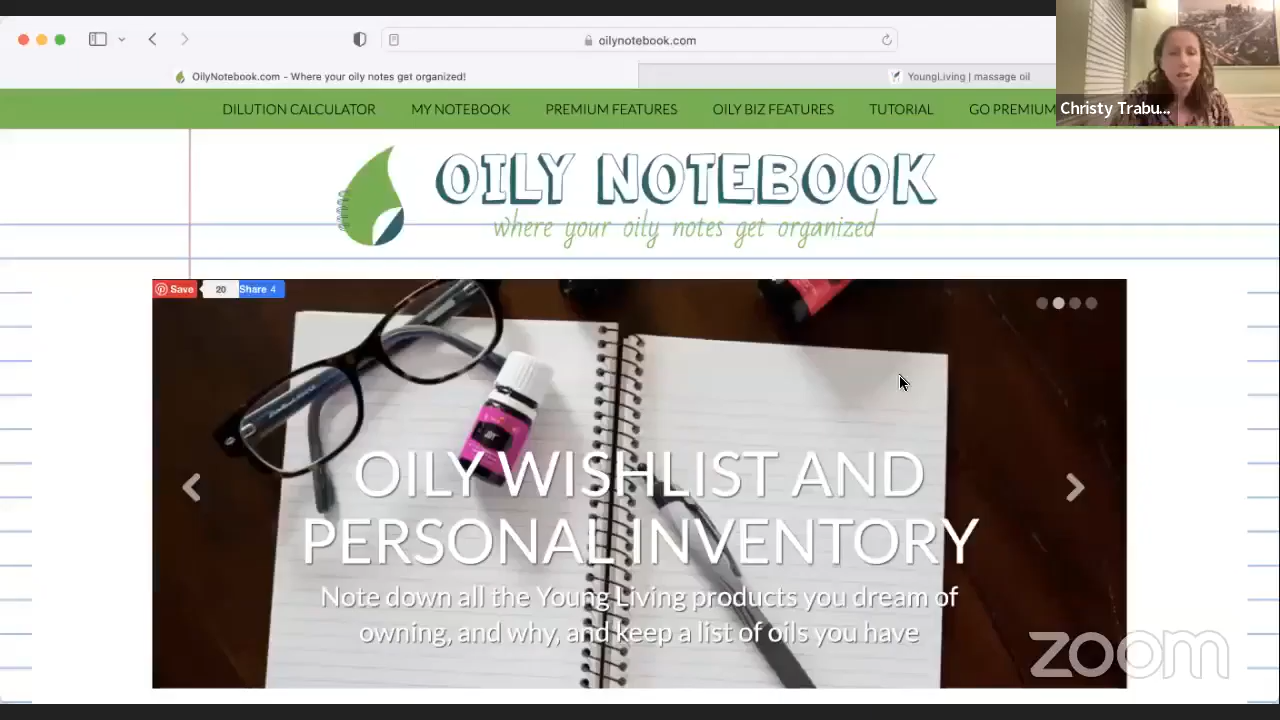 oilynotebook.com
OilyNotebook.com - Where your oily notes get organized!
YoungLiving | massage oil
DILUTION CALCULATOR
MY NOTEBOOK
PREMIUM FEATURES
OILY BIZ FEATURES
TUTORIAL
GO PREMIUM
Christy Trabu...
OILY NOTEBOOK
where your oily notes get organized
Save
20
Share 4
OILY WISHLIST AND
PERSONAL INVENTORY
Note down all the Young Living products you dream of
owning, and why, and keep a list of oils you have
zoom